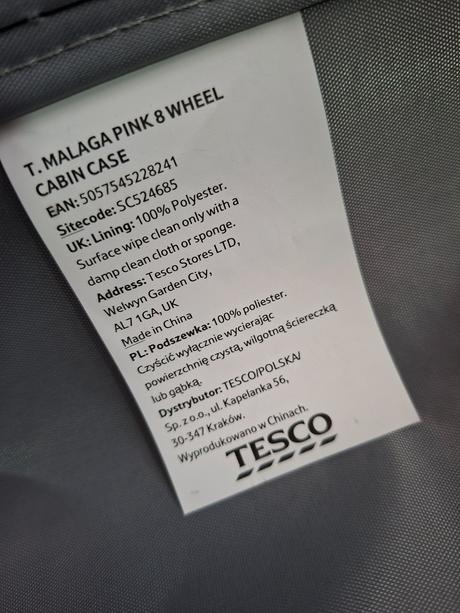 T. MALAGA PINK 8 WHEEL
CABIN CASE
EAN: 5057545228241
Sitecode: SC524685
UK: Lining: 100% Polyester.
Surface wipe clean only with a
damp clean cloth or sponge.
Address: Tesco Stores LTD,
Welwyn Garden City,
AL7 1GA, UK
Made in China
PL: Podszewka: 100% poliester.
Czyścić wyłącznie wycierając
powierzchnię czystą, wilgotną ściereczką
lub gąbką.
Dystrybutor: TESCO/POLSKA/
Sp. z o.o., ul. Kapelanka 56,
30-347 Kraków.
Wyprodukowano w Chinach.
TESCO